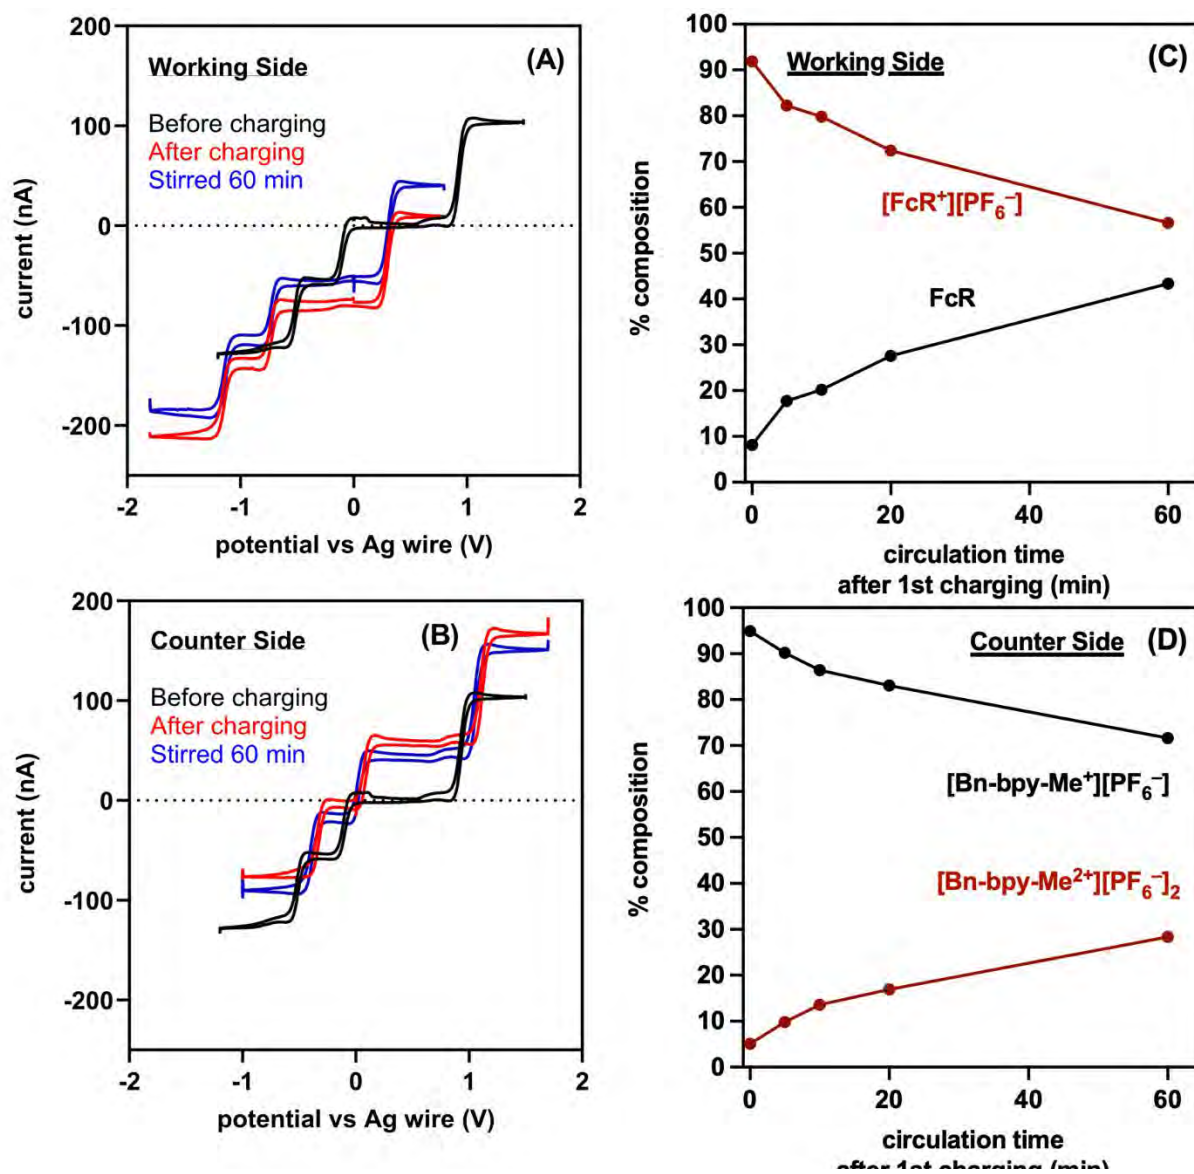 (A)
Working Side
Before charging
After charging
Stirred 60 min
200
100
0
-100
-200
current (nA)
-2
-1
0
1
2
potential vs Ag wire (V)
(C)
Working Side
100
90
80
70
60
50
40
30
20
10
0
% composition
[FcR⁺][PF₆⁻]
FcR
0
20
40
60
circulation time
after 1st charging (min)
(B)
Counter Side
Before charging
After charging
Stirred 60 min
200
100
0
-100
-200
current (nA)
-2
-1
0
1
2
potential vs Ag wire (V)
(D)
Counter Side
100
90
80
70
60
50
40
30
20
10
0
% composition
[Bn-bpy-Me⁺][PF₆⁻]
[Bn-bpy-Me²⁺][PF₆⁻]₂
0
20
40
60
circulation time
after 1st charging (min)